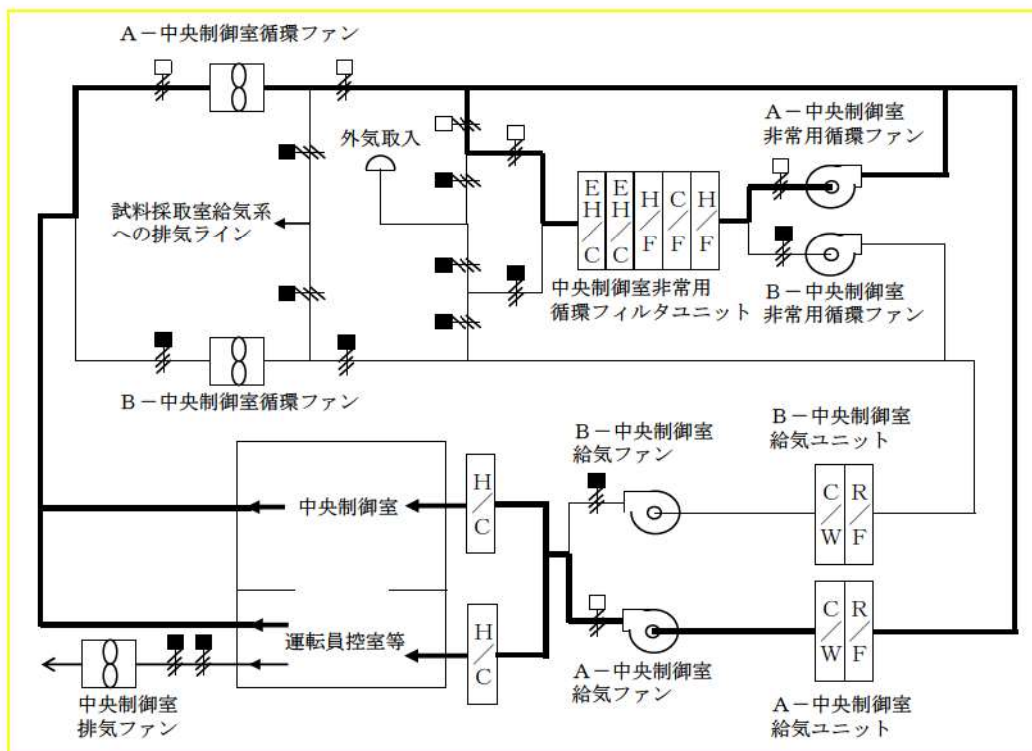 A－中央制御室循環ファン
外気取入
A－中央制御室
非常用循環ファン
試料採取室給気系
への排気ライン
EH/C
EH/C
H/F
C/F
H/F
中央制御室非常用
循環フィルタユニット
B－中央制御室
非常用循環ファン
B－中央制御室循環ファン
B－中央制御室
給気ファン
B－中央制御室
給気ユニット
中央制御室
H/C
C/W
R/F
運転員控室等
H/C
C/W
R/F
中央制御室
排気ファン
A－中央制御室
給気ファン
A－中央制御室
給気ユニット